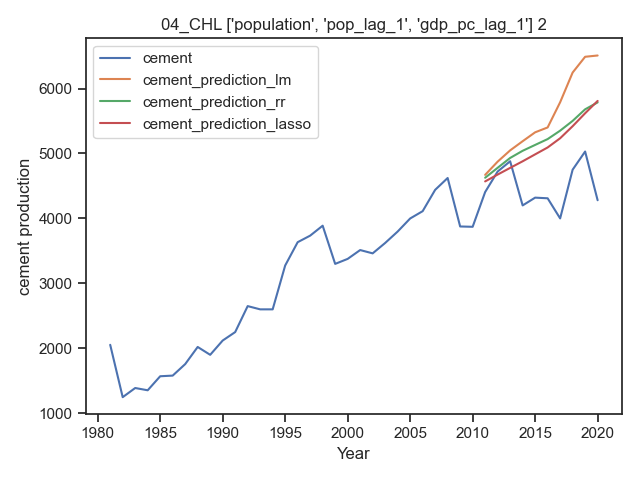 04_CHL ['population', 'pop_lag_1', 'gdp_pc_lag_1'] 2
cement
cement_prediction_lm
cement_prediction_rr
cement_prediction_lasso
cement production
6000
5000
4000
3000
2000
1000
1980 1985 1990 1995 2000 2005 2010 2015 2020
Year